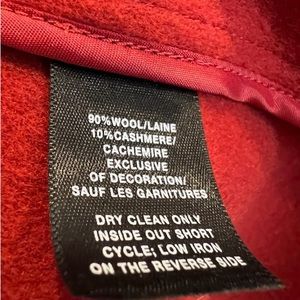 90%WOOL/LAINE
10%CASHMERE/
CACHEMIRE
EXCLUSIVE
OF DECORATION/
SAUF LES GARNITURES
DRY CLEAN ONLY
INSIDE OUT SHORT
CYCLE; LOW IRON
ON THE REVERSE SIDE